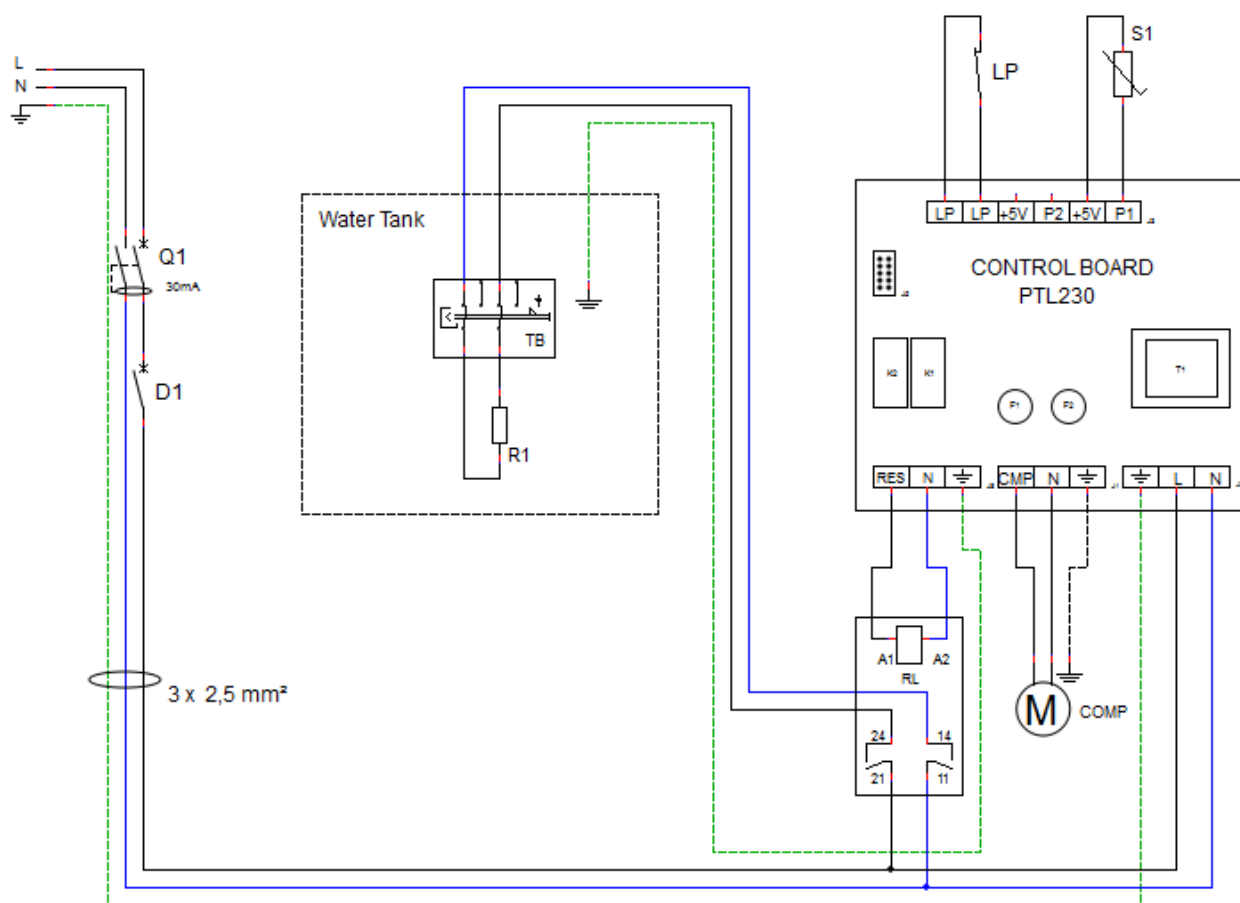 L
N
S1
LP
Water Tank
LP LP +5V P2 +5V P1
Q1
30mA
CONTROL BOARD
PTL230
TB
D1
K2 K1
F1 F2
T1
R1
RES N CMP N L N
A1 A2
RL
3 x 2,5 mm²
M COMP
24 14
21 11